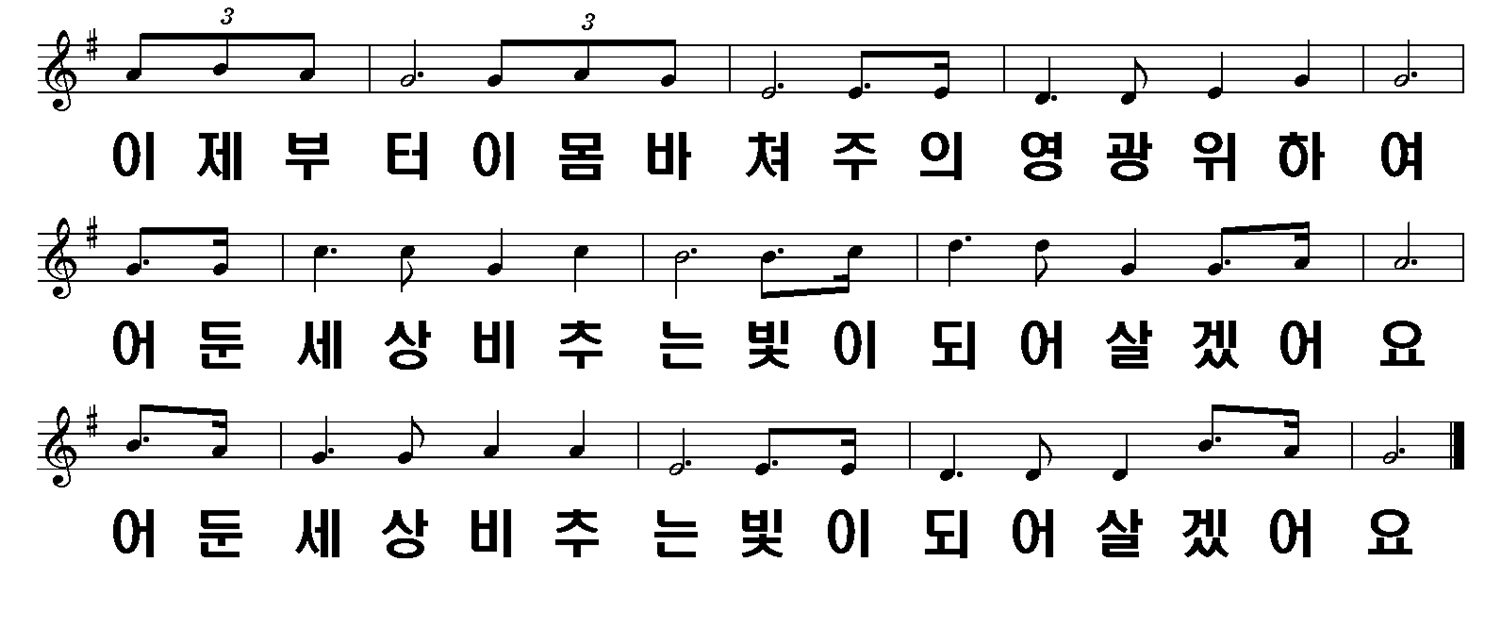 3 3
이 제 부 터 이 몸 바 쳐 주 의 영 광 위 하 여
어 둔 세 상 비 추 는 빛 이 되 어 살 겠 어 요
어 둔 세 상 비 추 는 빛 이 되 어 살 겠 어 요